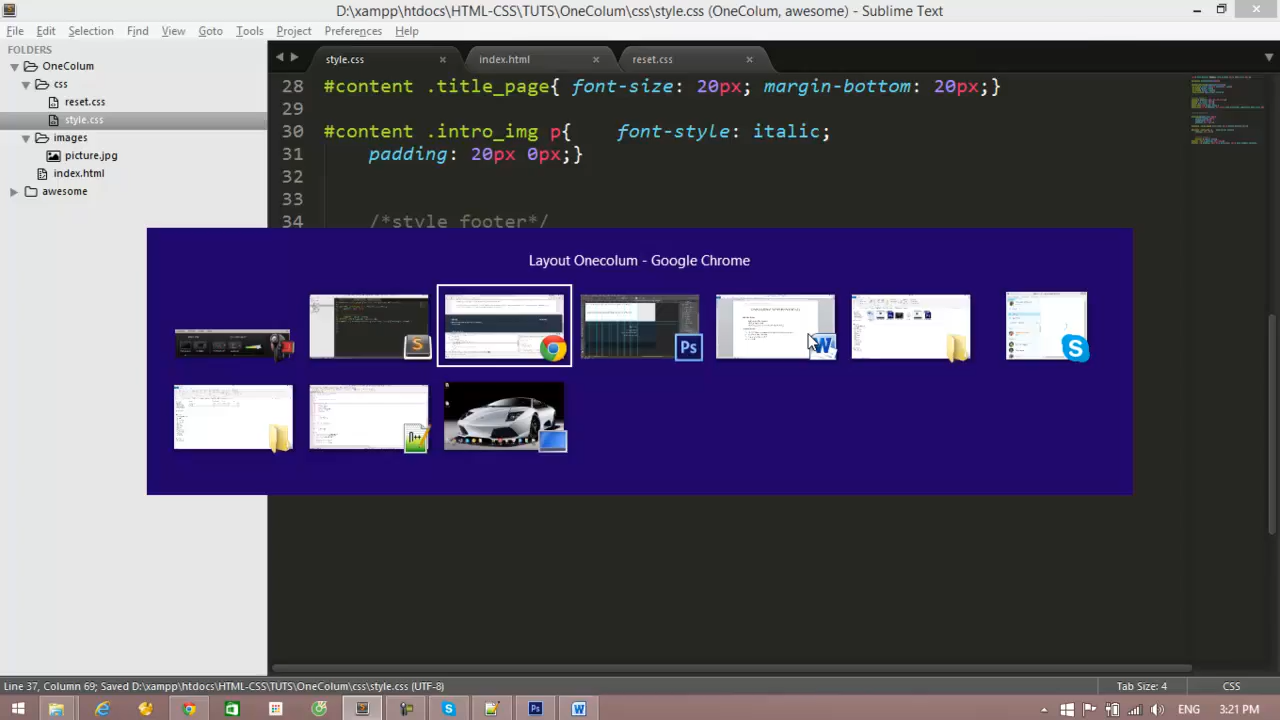 D:\xampp\htdocs\HTML-CSS\TUTS\OneColum\css\style.css (OneColum, awesome) - Sublime Text
File Edit Selection Find View Goto Tools Project Preferences Help
FOLDERS
OneColum
css
reset.css
style.css
images
picture.jpg
index.html
awesome
style.css index.html reset.css
28 #content .title_page{ font-size: 20px; margin-bottom: 20px;}
29
30 #content .intro_img p{ font-style: italic;
31 padding: 20px 0px;}
32
33
34 /*style footer*/
Layout Onecolum - Google Chrome
Line 37, Column 69; Saved D:\xampp\htdocs\HTML-CSS\TUTS\OneColum\css\style.css (UTF-8)
Tab Size: 4 CSS
ENG 3:21 PM